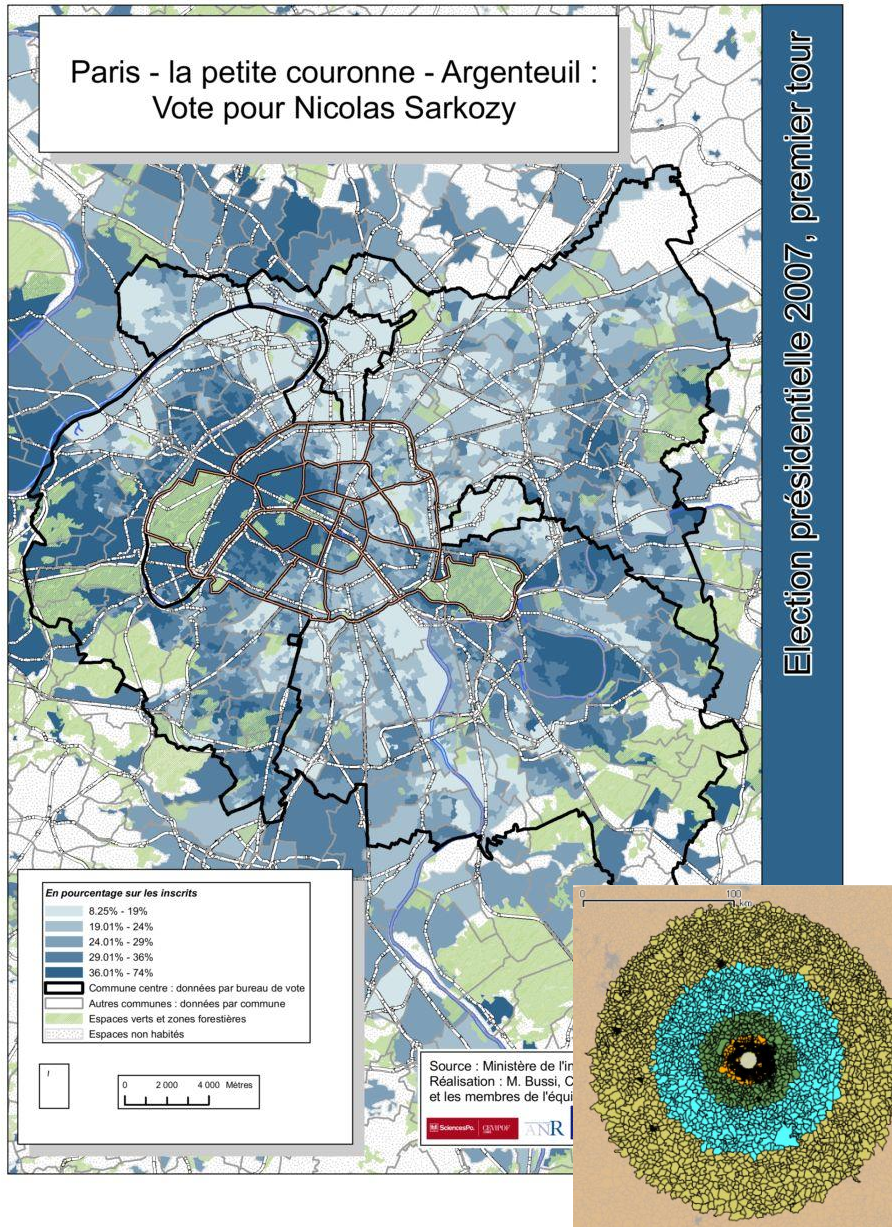 Paris - la petite couronne - Argenteuil :
Vote pour Nicolas Sarkozy
Election présidentielle 2007, premier tour
En pourcentage sur les inscrits
8.25% - 19%
19.01% - 24%
24.01% - 29%
29.01% - 36%
36.01% - 74%
Commune centre : données par bureau de vote
Autres communes : données par commune
Espaces verts et zones forestières
Espaces non habités
0 2 000 4 000 Mètres
Source : Ministère de l'in
Réalisation : M. Bussi, C
et les membres de l'équi
SciencesPo. CEVIPOF
ANR
0 100
km